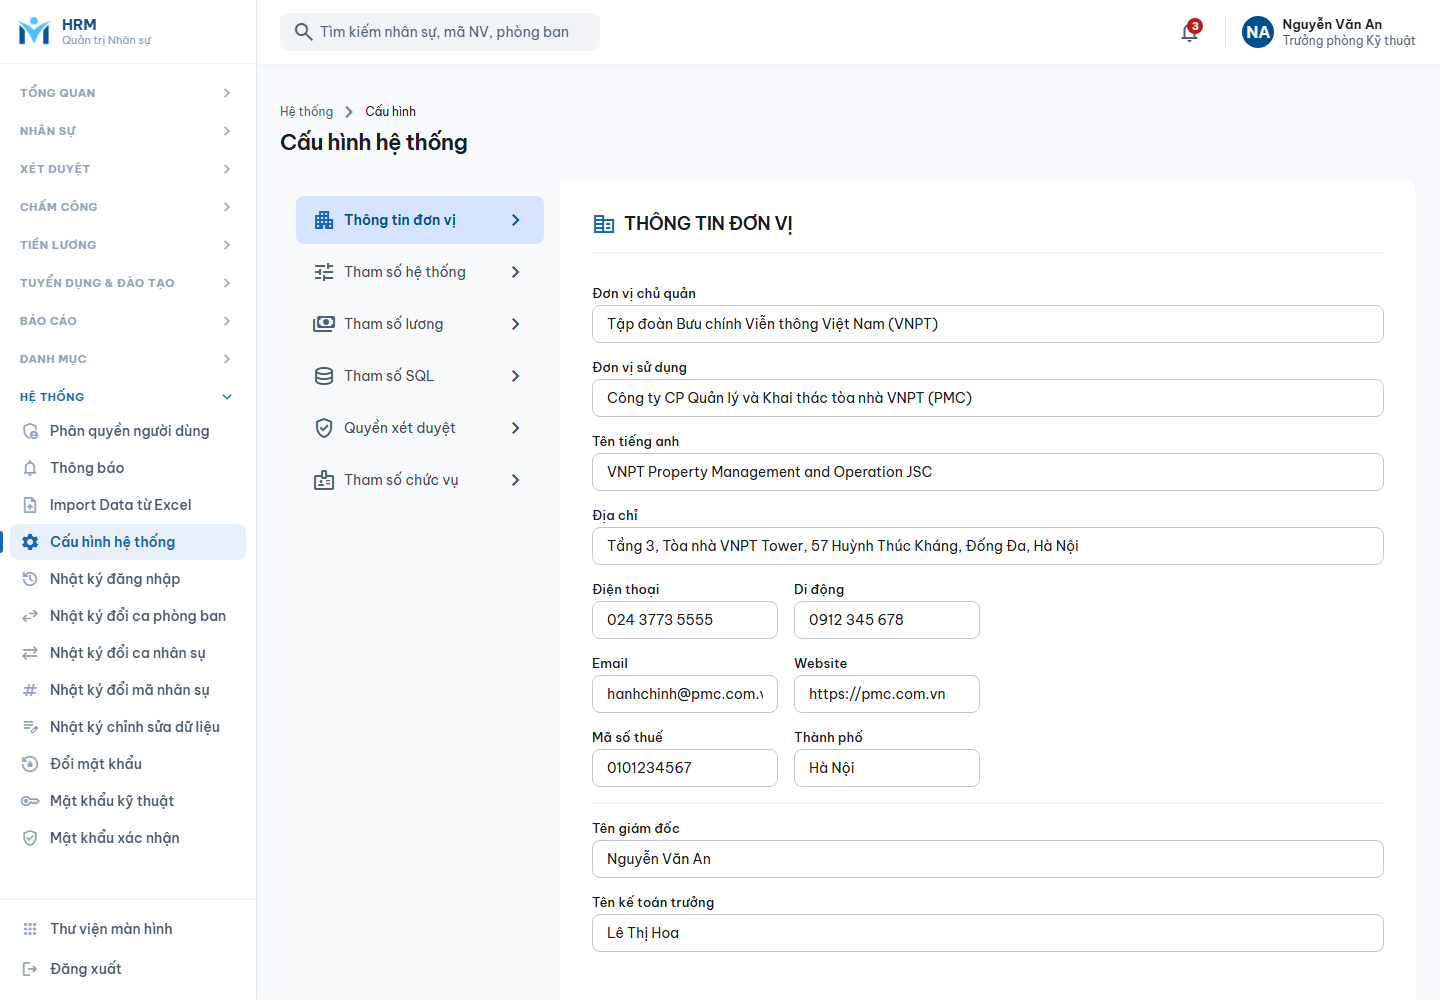 HRM
Quản trị Nhân sự
Tìm kiếm nhân sự, mã NV, phòng ban
3
NA
Nguyễn Văn An
Trưởng phòng Kỹ thuật
TỔNG QUAN
NHÂN SỰ
XÉT DUYỆT
CHẤM CÔNG
TIỀN LƯƠNG
TUYỂN DỤNG & ĐÀO TẠO
BÁO CÁO
DANH MỤC
HỆ THỐNG
Phân quyền người dùng
Thông báo
Import Data từ Excel
Cấu hình hệ thống
Nhật ký đăng nhập
Nhật ký đổi ca phòng ban
Nhật ký đổi ca nhân sự
Nhật ký đổi mã nhân sự
Nhật ký chỉnh sửa dữ liệu
Đổi mật khẩu
Mật khẩu kỹ thuật
Mật khẩu xác nhận
Thư viện màn hình
Đăng xuất
Hệ thống
Cấu hình
Cấu hình hệ thống
Thông tin đơn vị
Tham số hệ thống
Tham số lương
Tham số SQL
Quyền xét duyệt
Tham số chức vụ
THÔNG TIN ĐƠN VỊ
Đơn vị chủ quản
Tập đoàn Bưu chính Viễn thông Việt Nam (VNPT)
Đơn vị sử dụng
Công ty CP Quản lý và Khai thác tòa nhà VNPT (PMC)
Tên tiếng anh
VNPT Property Management and Operation JSC
Địa chỉ
Tầng 3, Tòa nhà VNPT Tower, 57 Huỳnh Thúc Kháng, Đống Đa, Hà Nội
Điện thoại
Di động
024 3773 5555
0912 345 678
Email
Website
hanhchinh@pmc.com.v
https://pmc.com.vn
Mã số thuế
Thành phố
0101234567
Hà Nội
Tên giám đốc
Nguyễn Văn An
Tên kế toán trưởng
Lê Thị Hoa